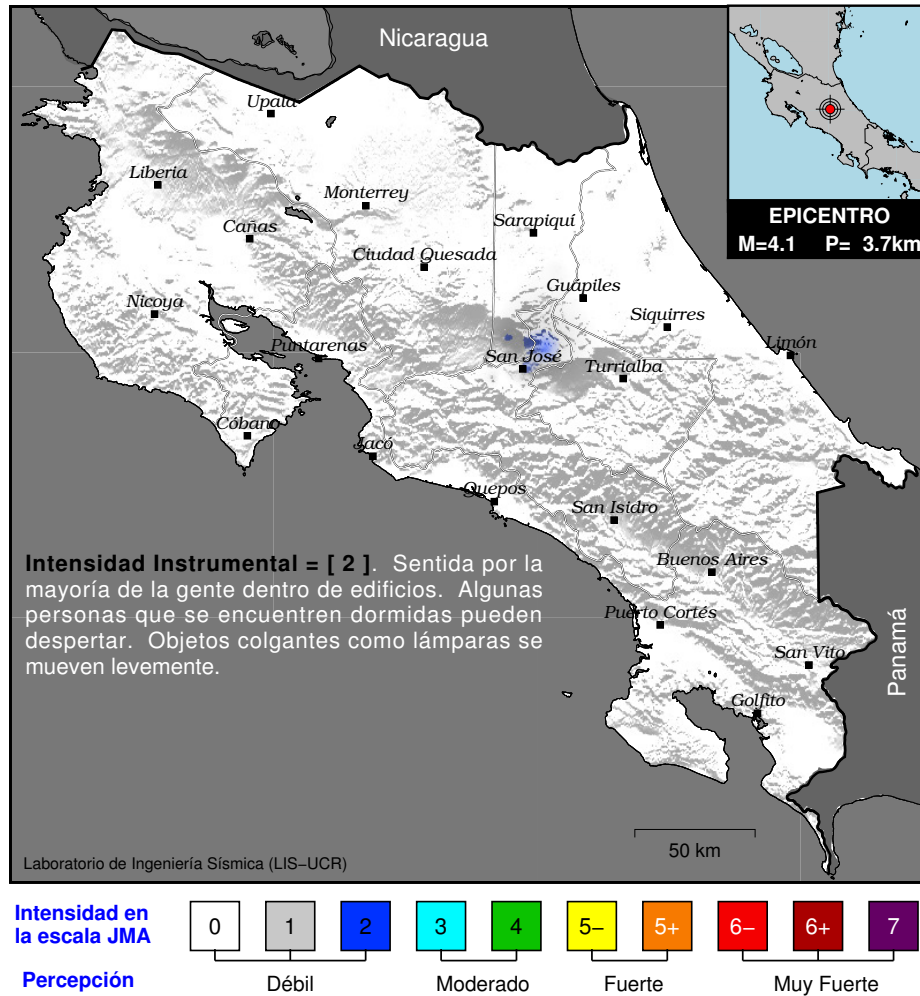 Nicaragua
EPICENTRO
M=4.1 P= 3.7km
Upala
Liberia
Monterrey
Cañas
Sarapiquí
Ciudad Quesada
Guápiles
Nicoya
Siquirres
Puntarenas
San José
Limón
Turrialba
Cóbano
Jacó
Quepos
San Isidro
Buenos Aires
Puerto Cortés
San Vito
Golfito
Panamá
Intensidad Instrumental = [ 2 ]. Sentida por la
mayoría de la gente dentro de edificios. Algunas
personas que se encuentren dormidas pueden
despertar. Objetos colgantes como lámparas se
mueven levemente.
50 km
Laboratorio de Ingeniería Sísmica (LIS−UCR)
Intensidad en
la escala JMA
0 1 2 3 4 5− 5+ 6− 6+ 7
Percepción
Débil Moderado Fuerte Muy Fuerte